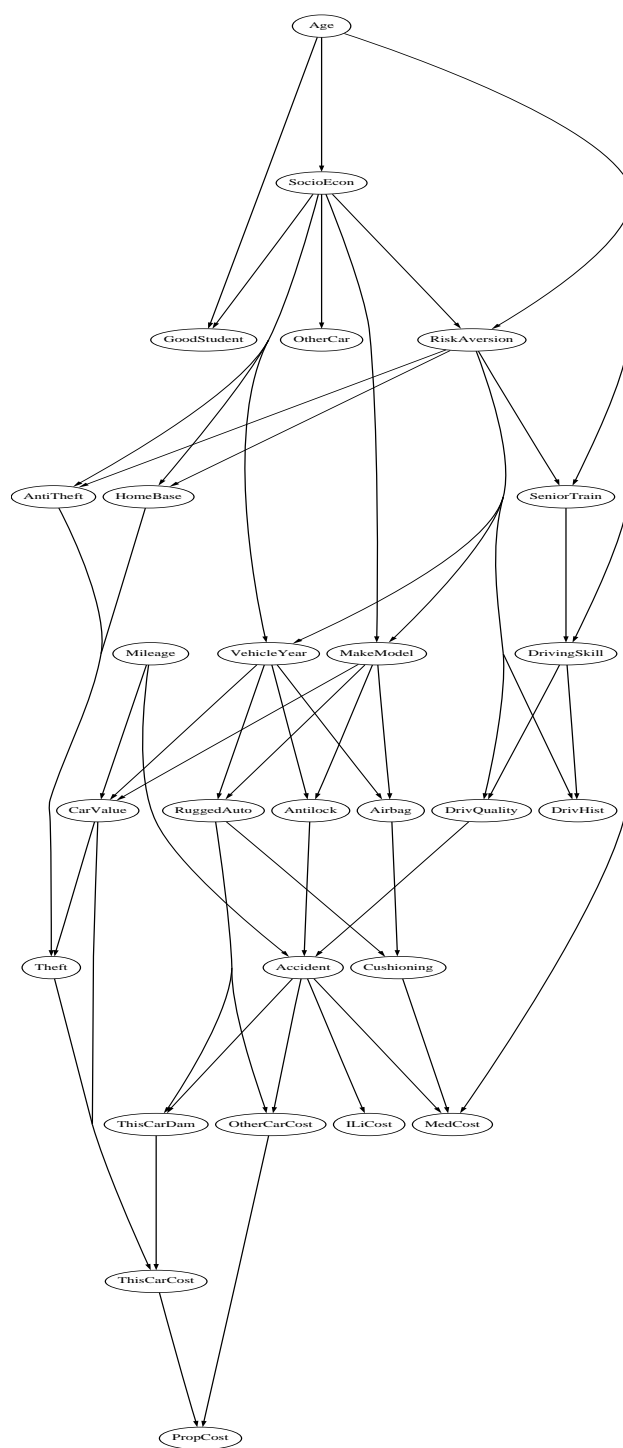 Age
SocioEcon
GoodStudent
OtherCar
RiskAversion
AntiTheft
HomeBase
SeniorTrain
Mileage
VehicleYear
MakeModel
DrivingSkill
CarValue
RuggedAuto
Antilock
Airbag
DrivQuality
DrivHist
Theft
Accident
Cushioning
ThisCarDam
OtherCarCost
ILiCost
MedCost
ThisCarCost
PropCost